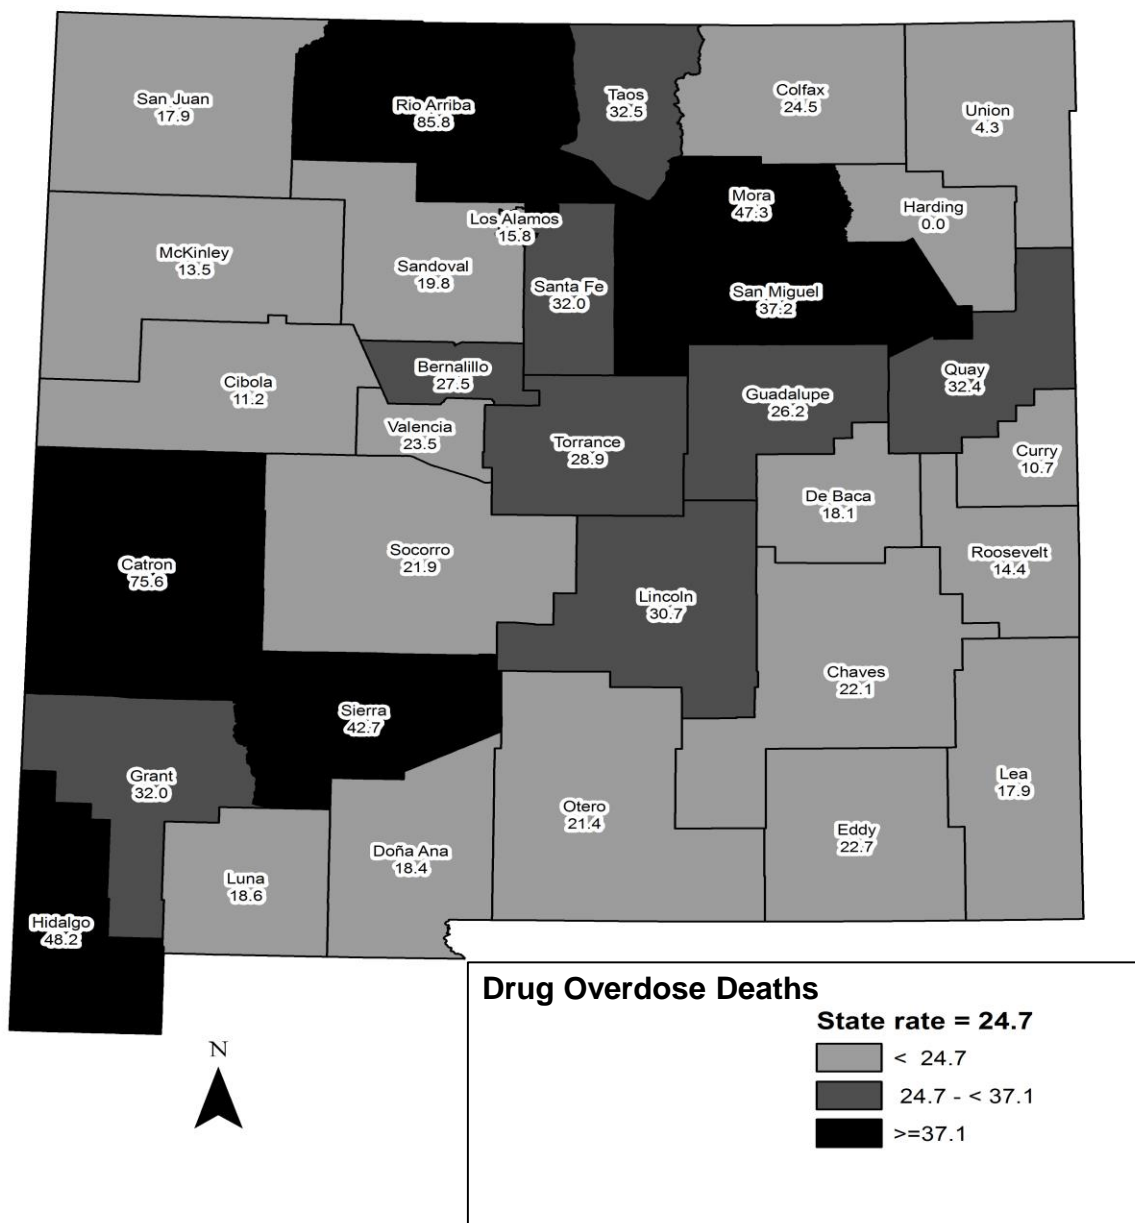 San Juan
17.9
Rio Arriba
85.8
Taos
32.5
Colfax
24.5
Union
4.3
Mora
47.3
Harding
0.0
Los Alamos
15.8
McKinley
13.5
Sandoval
19.8
Santa Fe
32.0
San Miguel
37.2
Bernalillo
27.5
Cibola
11.2
Guadalupe
26.2
Quay
32.4
Valencia
23.5
Torrance
28.9
Curry
10.7
De Baca
18.1
Socorro
21.9
Roosevelt
14.4
Catron
75.6
Lincoln
30.7
Chaves
22.1
Sierra
42.7
Grant
32.0
Lea
17.9
Otero
21.4
Eddy
22.7
Doña Ana
18.4
Luna
18.6
Hidalgo
48.2
N
Drug Overdose Deaths
State rate = 24.7
< 24.7
24.7 - < 37.1
>=37.1